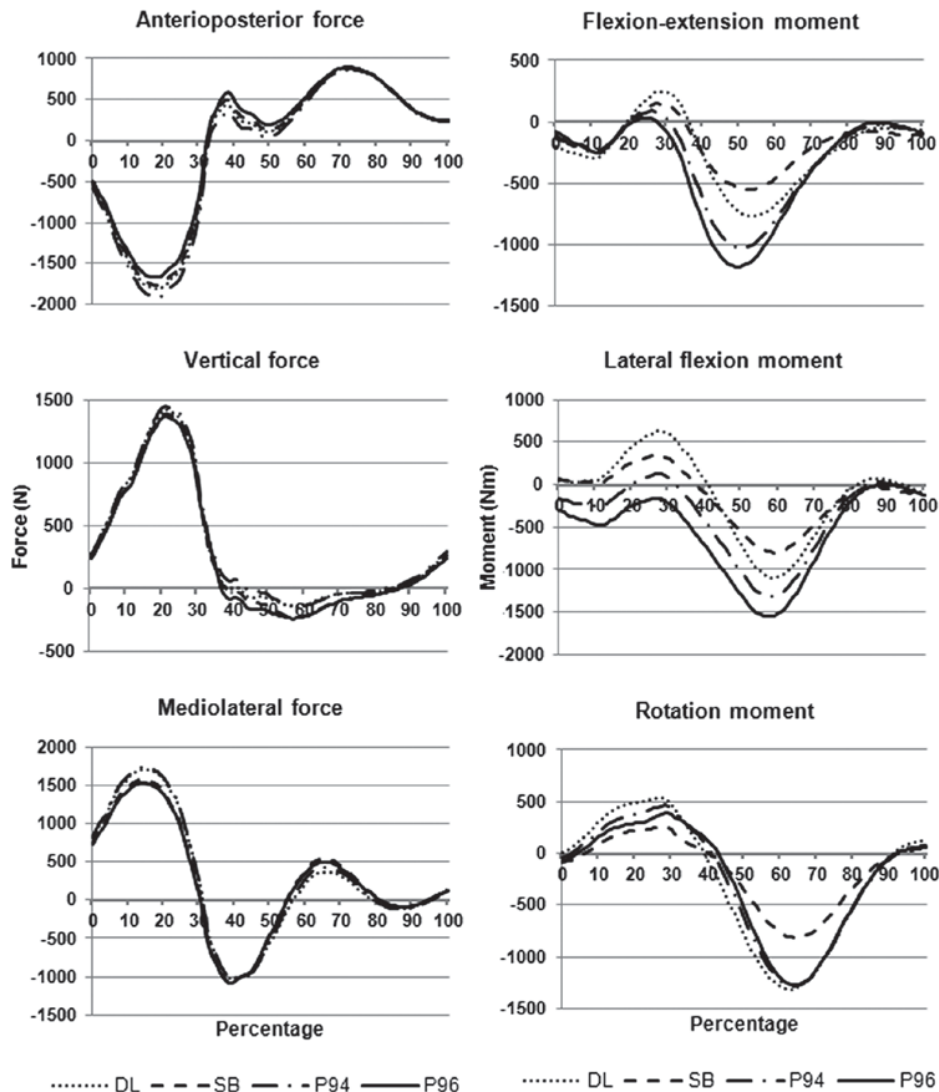 Anterioposterior force
1000
500
0
-500
-1000
-1500
-2000
0 10 20 30 40 50 60 70 80 90 100
Flexion-extension moment
500
0
-500
-1000
-1500
0 10 20 30 40 50 60 70 80 90 100
Vertical force
Force (N)
1500
1000
500
0
-500
0 10 20 30 40 50 60 70 80 90 100
Lateral flexion moment
Moment (Nm)
1000
500
0
-500
-1000
-1500
-2000
0 10 20 30 40 50 60 70 80 90 100
Mediolateral force
2000
1500
1000
500
0
-500
-1000
-1500
0 10 20 30 40 50 60 70 80 90 100
Percentage
Rotation moment
1000
500
0
-500
-1000
-1500
0 10 20 30 40 50 60 70 80 90 100
Percentage
DL SB P94 P96